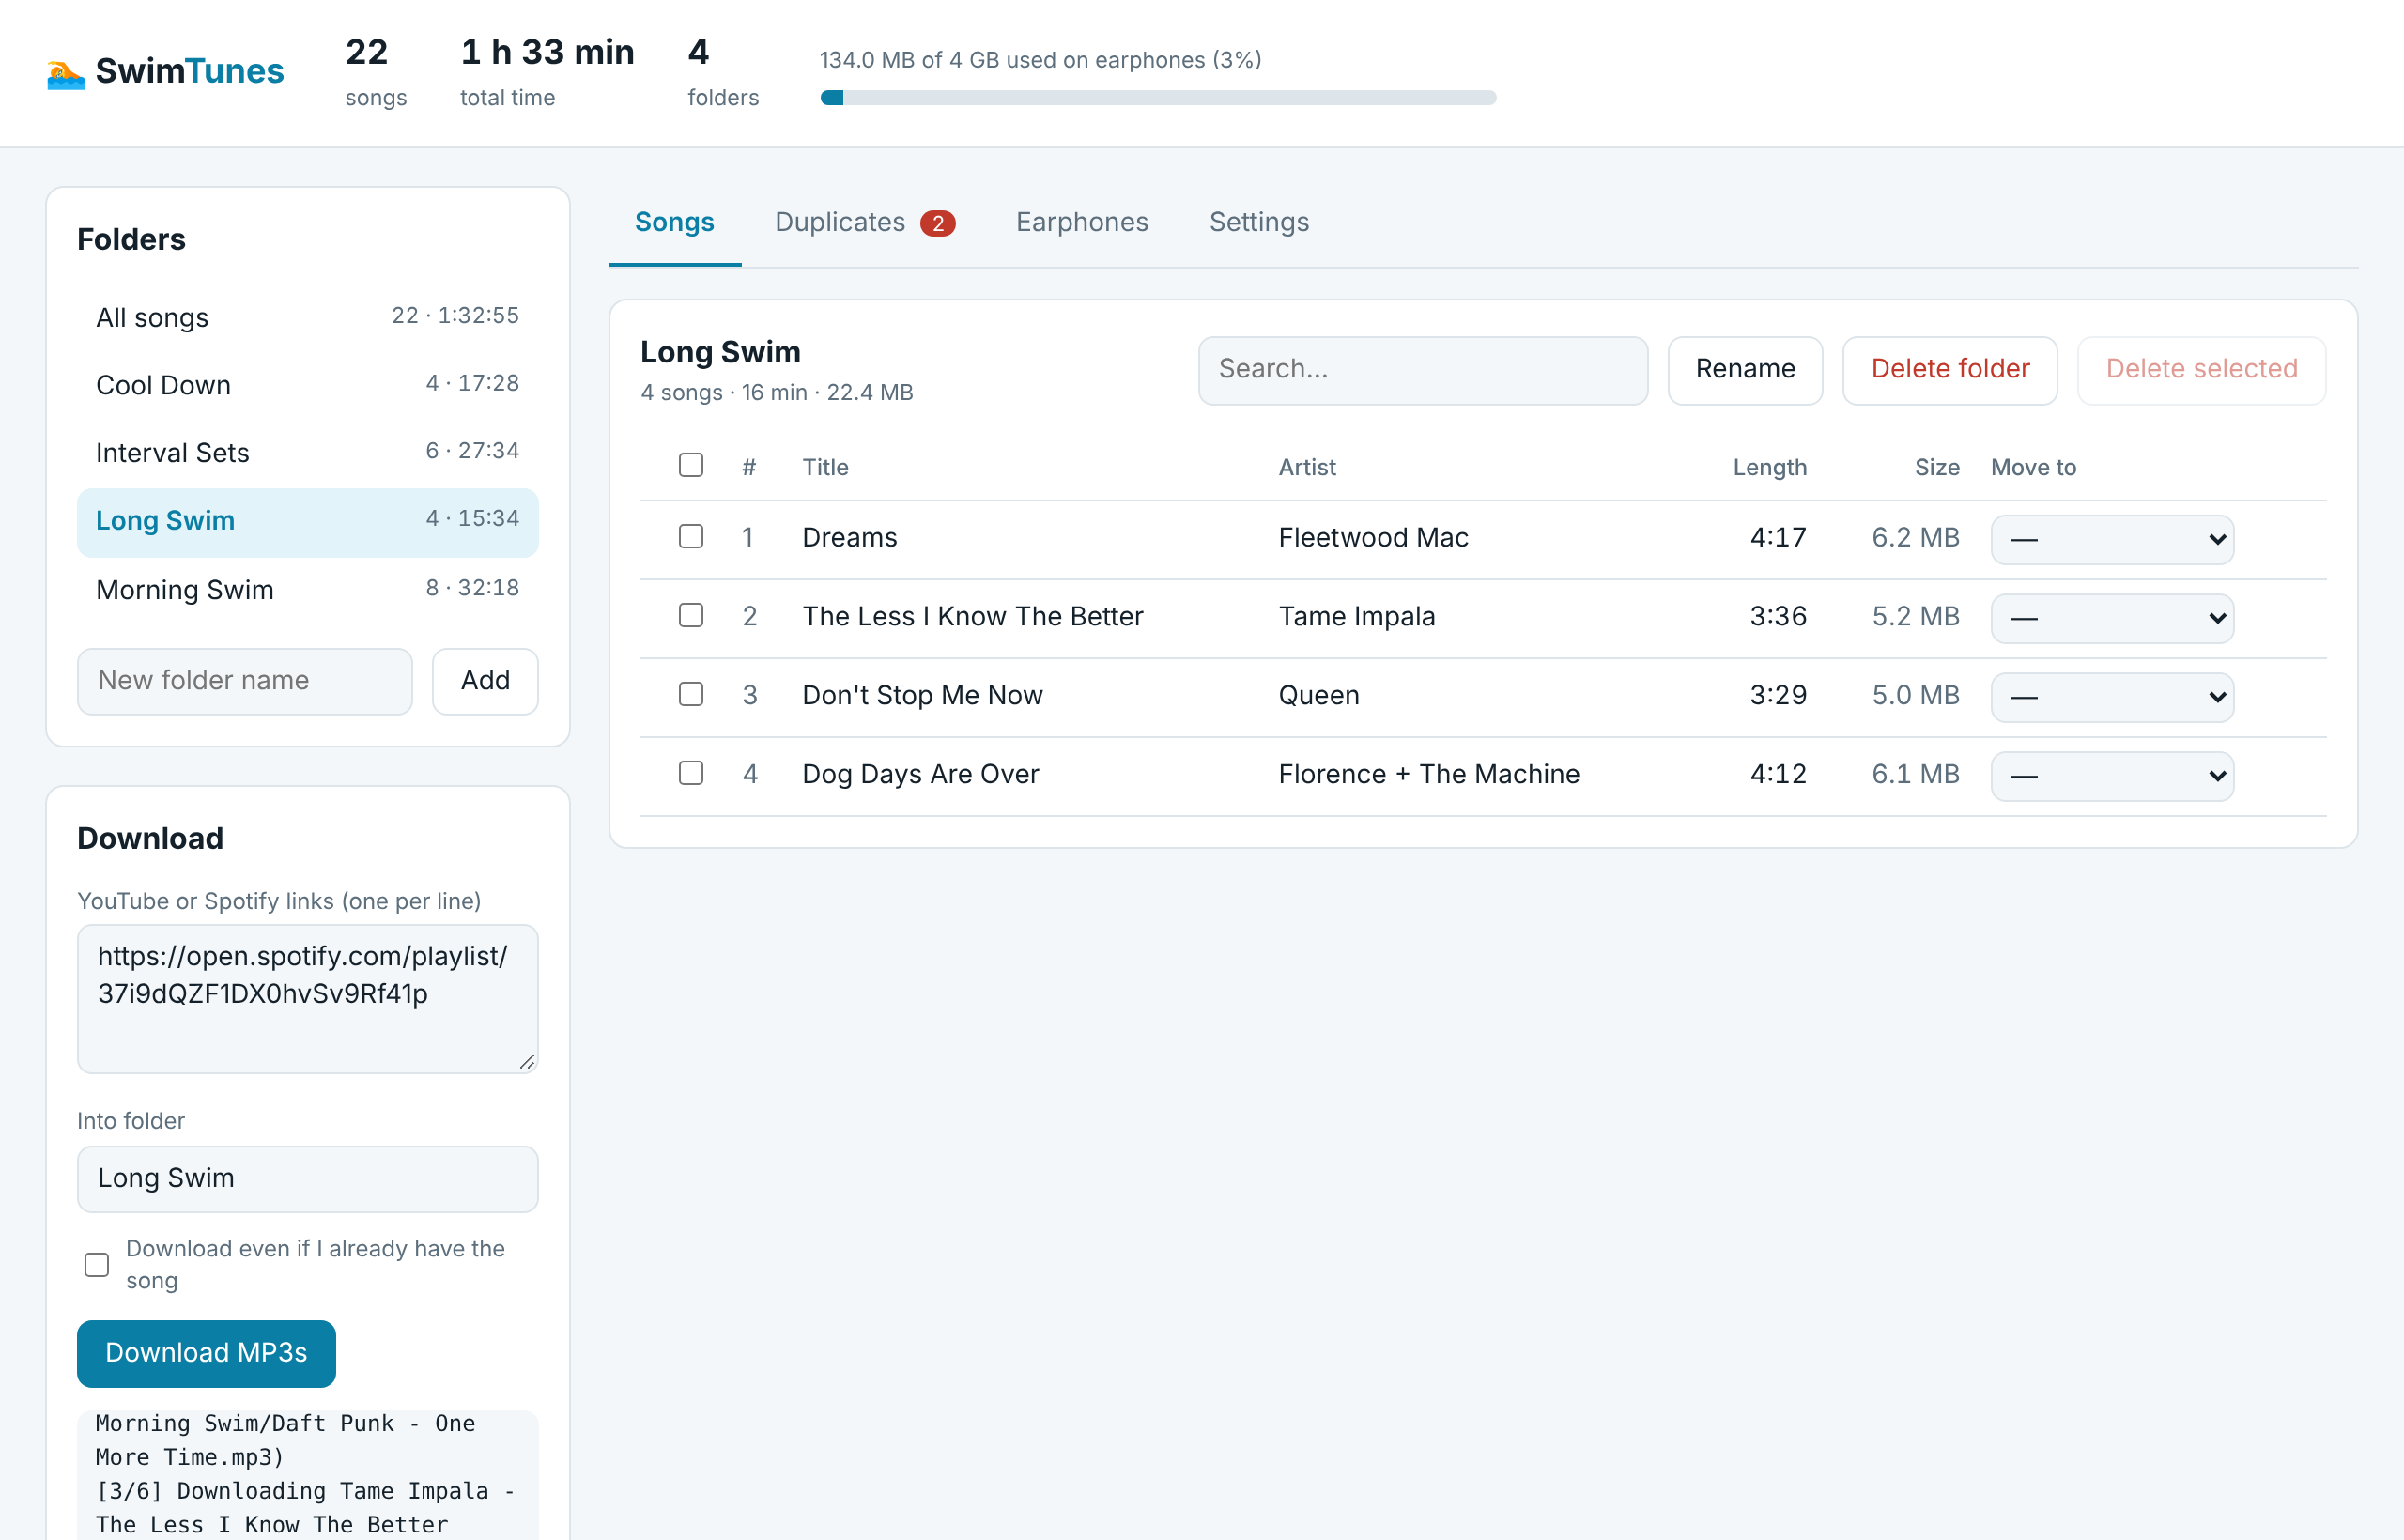 SwimTunes
22
songs
1 h 33 min
total time
4
folders
134.0 MB of 4 GB used on earphones (3%)
Folders
All songs 22 · 1:32:55
Cool Down 4 · 17:28
Interval Sets 6 · 27:34
Long Swim 4 · 15:34
Morning Swim 8 · 32:18
New folder name Add
Download
YouTube or Spotify links (one per line)
https://open.spotify.com/playlist/
37i9dQZF1DX0hvSv9Rf41p
Into folder
Long Swim
Download even if I already have the
song
Download MP3s
Morning Swim/Daft Punk - One
More Time.mp3)
[3/6] Downloading Tame Impala -
The Less I Know The Better
Songs Duplicates 2 Earphones Settings
Long Swim
4 songs · 16 min · 22.4 MB
Search... Rename Delete folder Delete selected
# Title Artist Length Size Move to
1 Dreams Fleetwood Mac 4:17 6.2 MB —
2 The Less I Know The Better Tame Impala 3:36 5.2 MB —
3 Don't Stop Me Now Queen 3:29 5.0 MB —
4 Dog Days Are Over Florence + The Machine 4:12 6.1 MB —